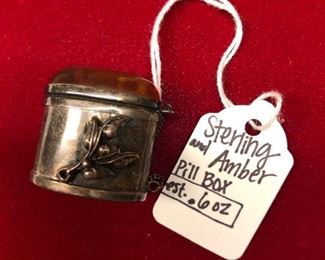 Sterling
and Amber
Pill Box
est. .6 oz